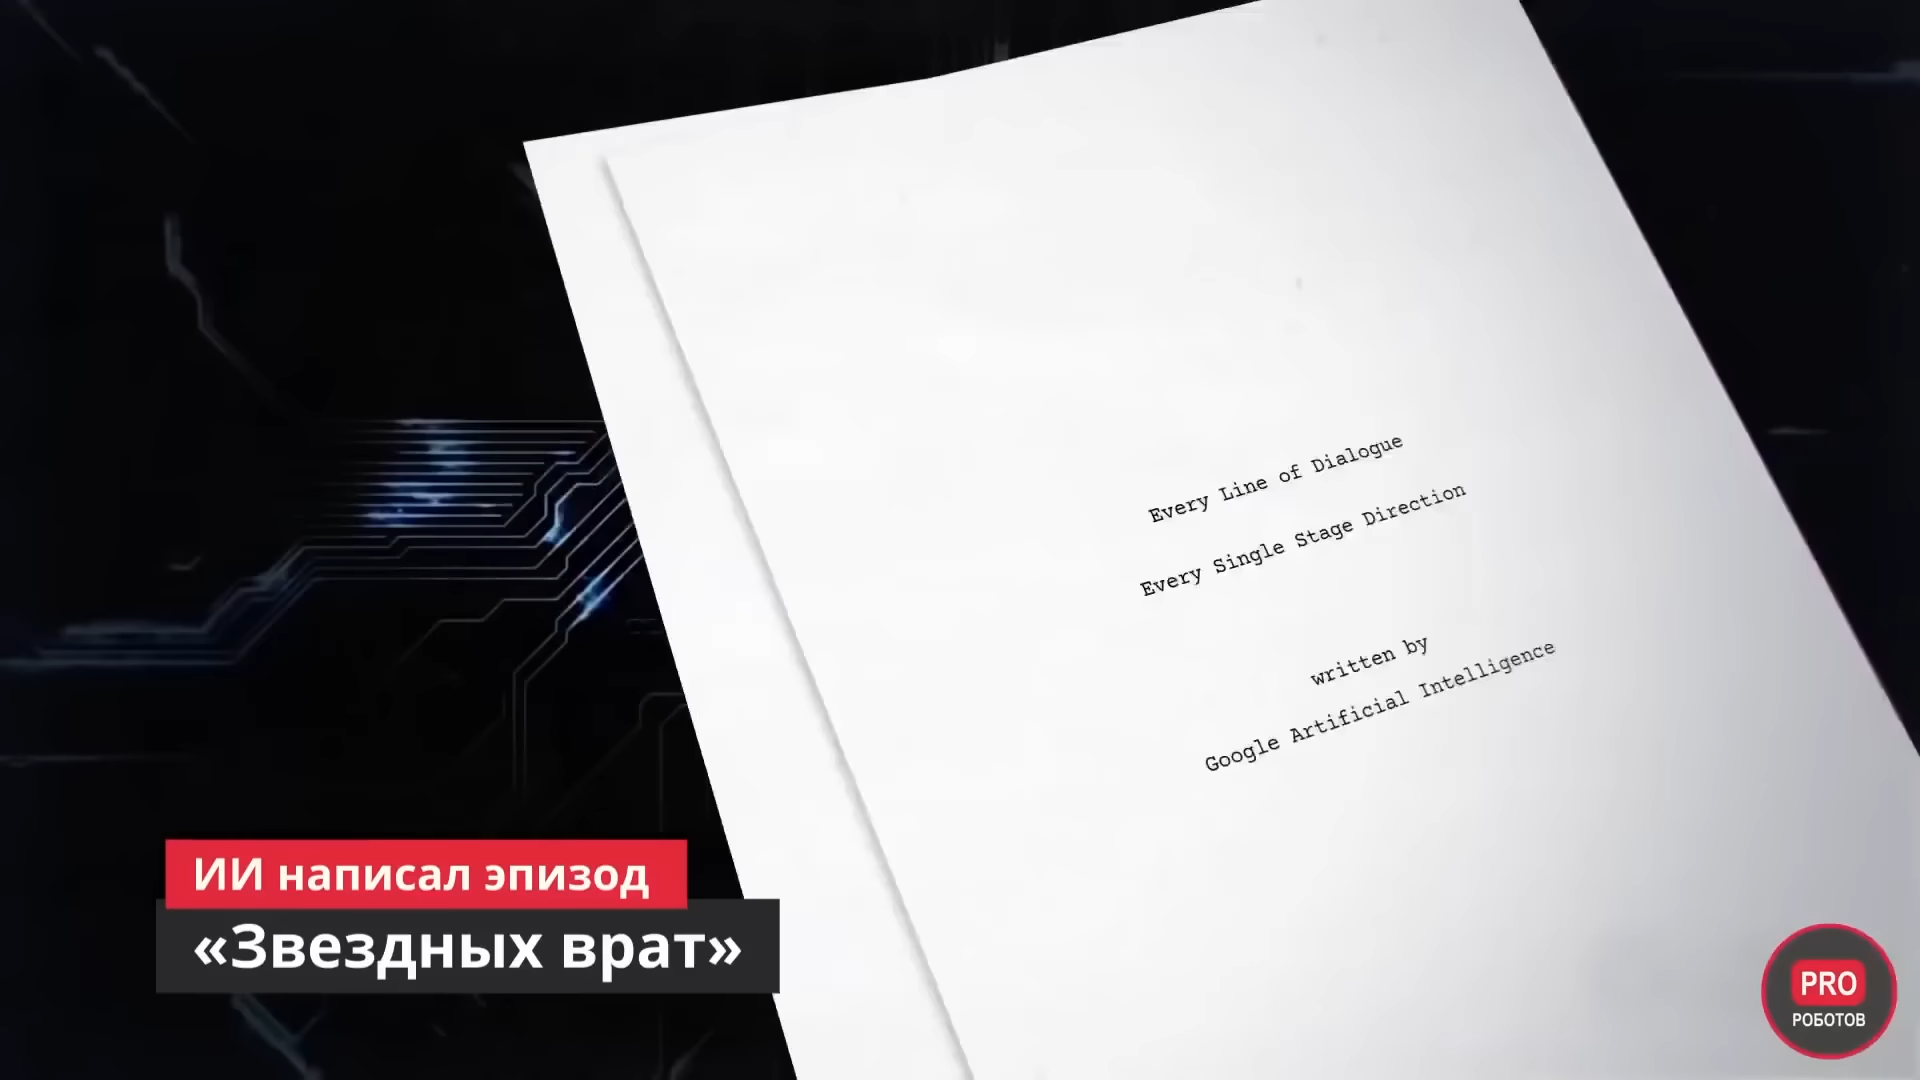 Every Line of Dialogue
Every Single Stage Direction
written by
Google Artificial Intelligence
ИИ написал эпизод
«Звездных врат»
PRO
РОБОТОВ